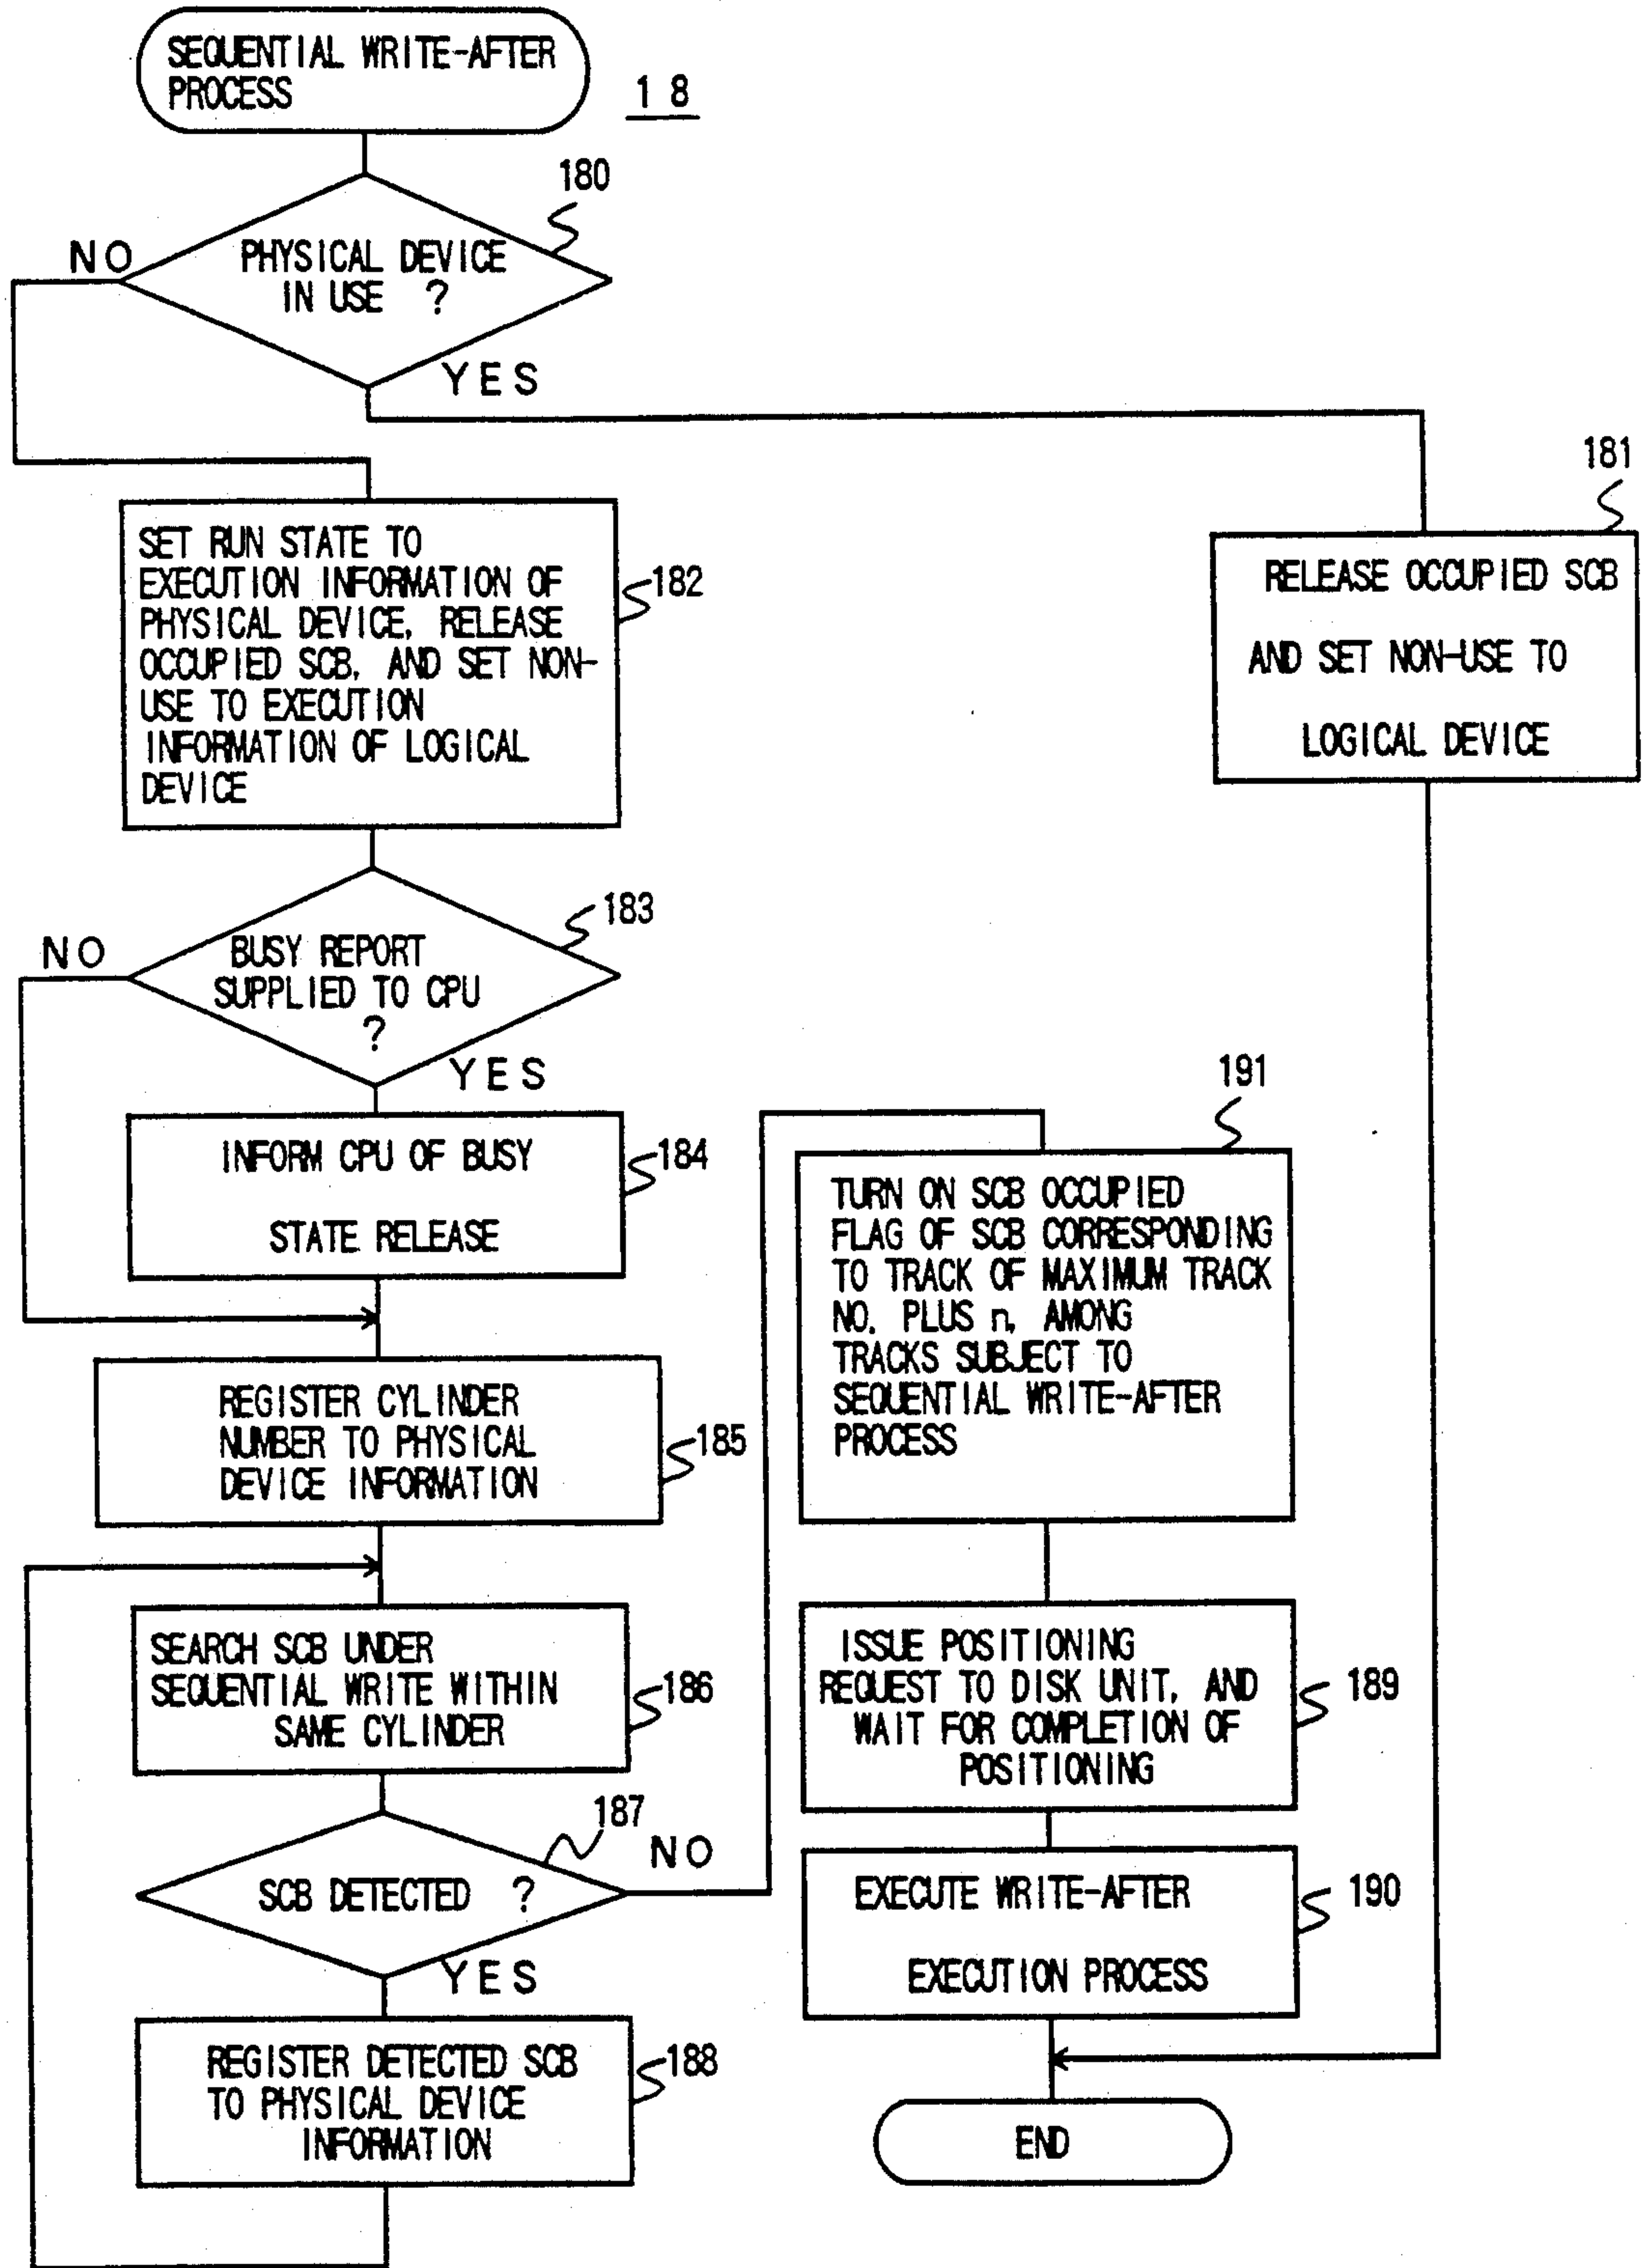 SEQUENTIAL WRITE-AFTER
PROCESS
18
180
NO
PHYSICAL DEVICE
IN USE ?
YES
181
RELEASE OCCUPIED SCB
AND SET NON-USE TO
LOGICAL DEVICE
SET RUN STATE TO
EXECUTION INFORMATION OF
PHYSICAL DEVICE, RELEASE
OCCUPIED SCB, AND SET NON-
USE TO EXECUTION
INFORMATION OF LOGICAL
DEVICE
182
183
NO
BUSY REPORT
SUPPLIED TO CPU
?
YES
INFORM CPU OF BUSY
STATE RELEASE
184
REGISTER CYLINDER
NUMBER TO PHYSICAL
DEVICE INFORMATION
185
SEARCH SCB UNDER
SEQUENTIAL WRITE WITHIN
SAME CYLINDER
186
187
NO
SCB DETECTED ?
YES
REGISTER DETECTED SCB
TO PHYSICAL DEVICE
INFORMATION
188
191
TURN ON SCB OCCUPIED
FLAG OF SCB CORRESPONDING
TO TRACK OF MAXIMUM TRACK
NO. PLUS n, AMONG
TRACKS SUBJECT TO
SEQUENTIAL WRITE-AFTER
PROCESS
ISSUE POSITIONING
REQUEST TO DISK UNIT, AND
WAIT FOR COMPLETION OF
POSITIONING
189
EXECUTE WRITE-AFTER
EXECUTION PROCESS
190
END